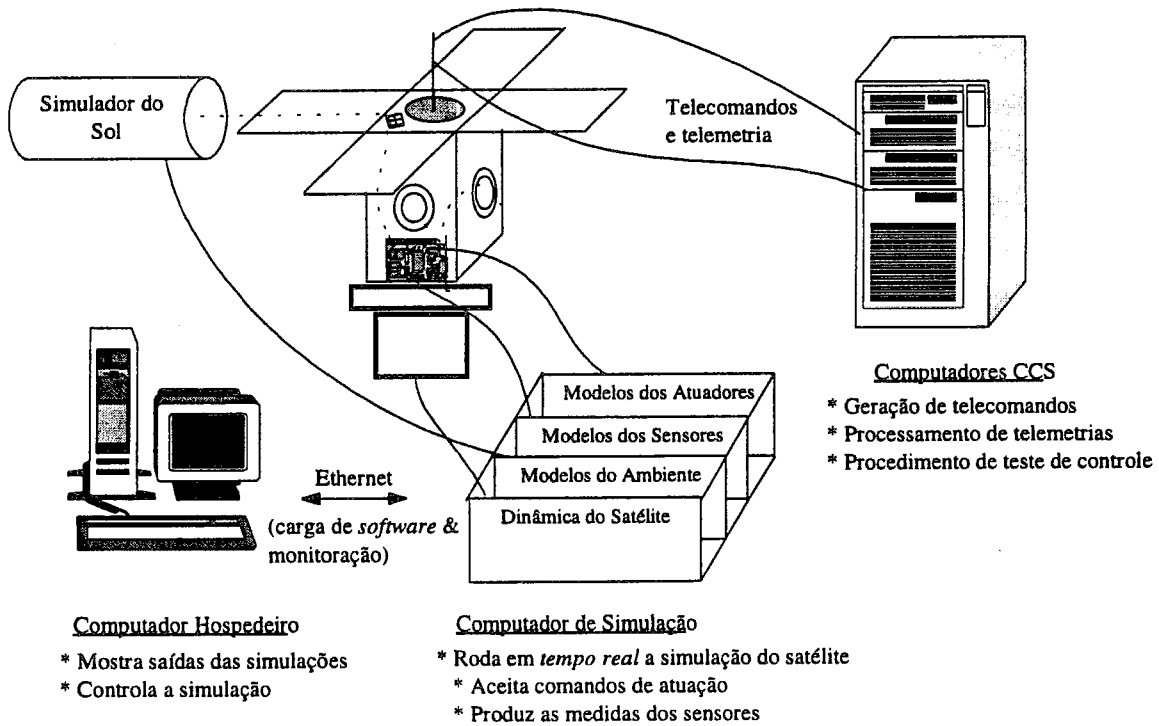 Simulador do
Sol
Telecomandos
e telemetria
Modelos dos Atuadores
Modelos dos Sensores
Modelos do Ambiente
Dinâmica do Satélite
Ethernet
(carga de software &
monitoração)
Computadores CCS
* Geração de telecomandos
* Processamento de telemetrias
* Procedimento de teste de controle
Computador Hospedeiro
* Mostra saídas das simulações
* Controla a simulação
Computador de Simulação
* Roda em tempo real a simulação do satélite
* Aceita comandos de atuação
* Produz as medidas dos sensores